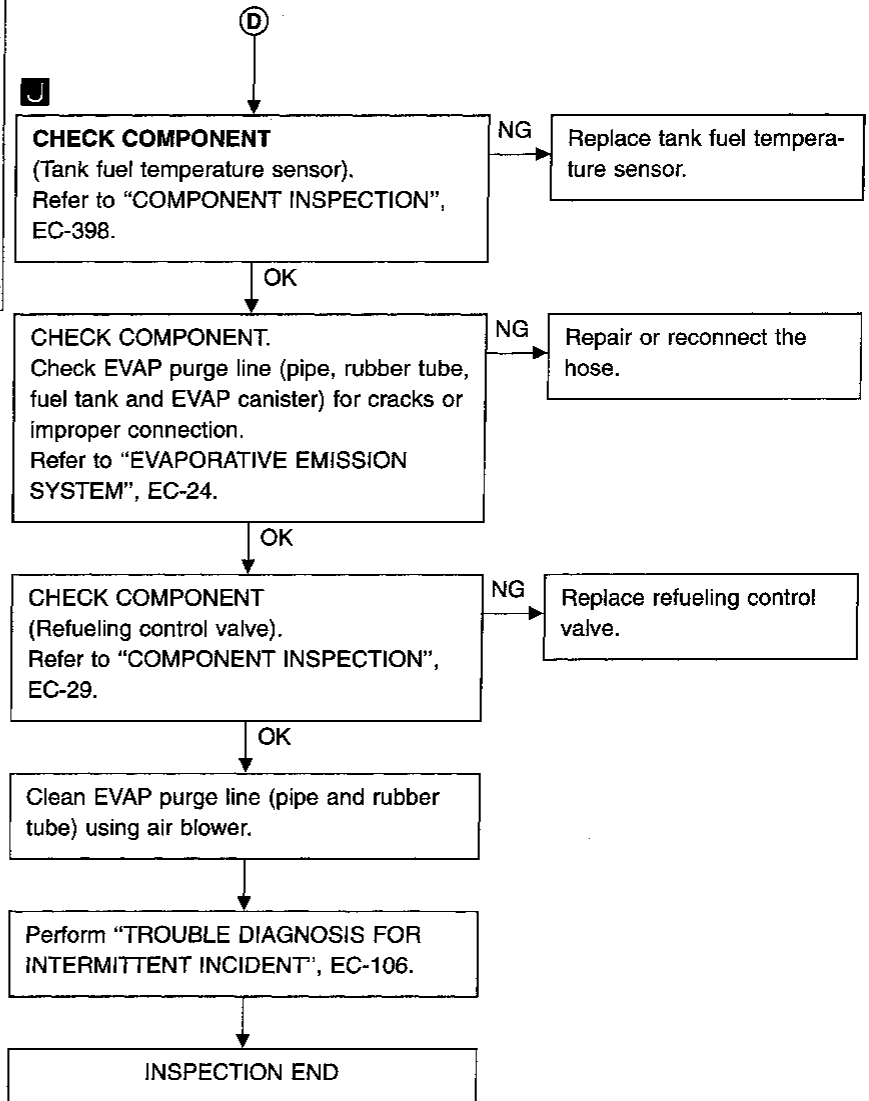 D
J
CHECK COMPONENT
(Tank fuel temperature sensor).
Refer to “COMPONENT INSPECTION”,
EC-398.
NG
Replace tank fuel tempera-
ture sensor.
OK
CHECK COMPONENT.
Check EVAP purge line (pipe, rubber tube,
fuel tank and EVAP canister) for cracks or
improper connection.
Refer to “EVAPORATIVE EMISSION
SYSTEM”, EC-24.
NG
Repair or reconnect the
hose.
OK
CHECK COMPONENT
(Refueling control valve).
Refer to “COMPONENT INSPECTION”,
EC-29.
NG
Replace refueling control
valve.
OK
Clean EVAP purge line (pipe and rubber
tube) using air blower.
Perform “TROUBLE DIAGNOSIS FOR
INTERMITTENT INCIDENT”, EC-106.
INSPECTION END